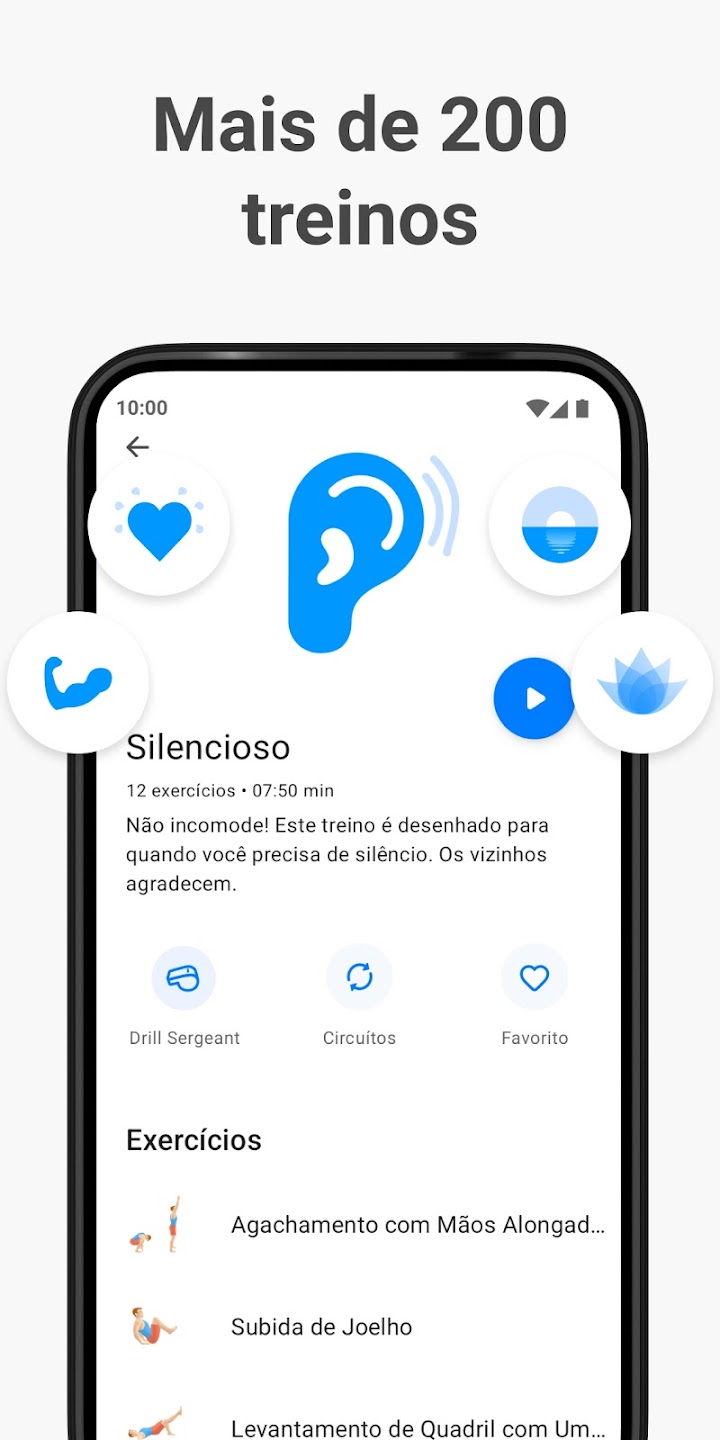 Mais de 200
treinos
10:00
Silencioso
12 exercícios • 07:50 min
Não incomode! Este treino é desenhado para
quando você precisa de silêncio. Os vizinhos
agradecem.
Drill Sergeant
Circuítos
Favorito
Exercícios
Agachamento com Mãos Alongad...
Subida de Joelho
Levantamento de Quadril com Um...